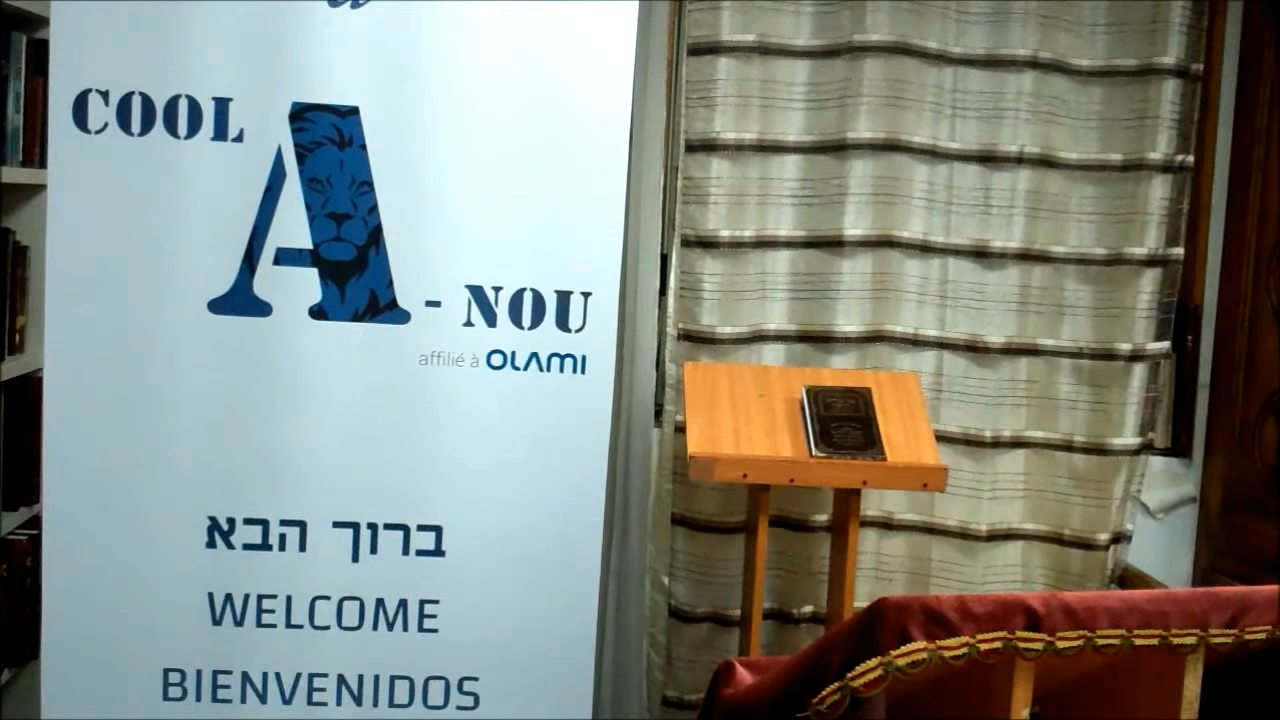 COOL
A
- NOU
affilié à OLAMI
ברוך הבא
WELCOME
BIENVENIDOS